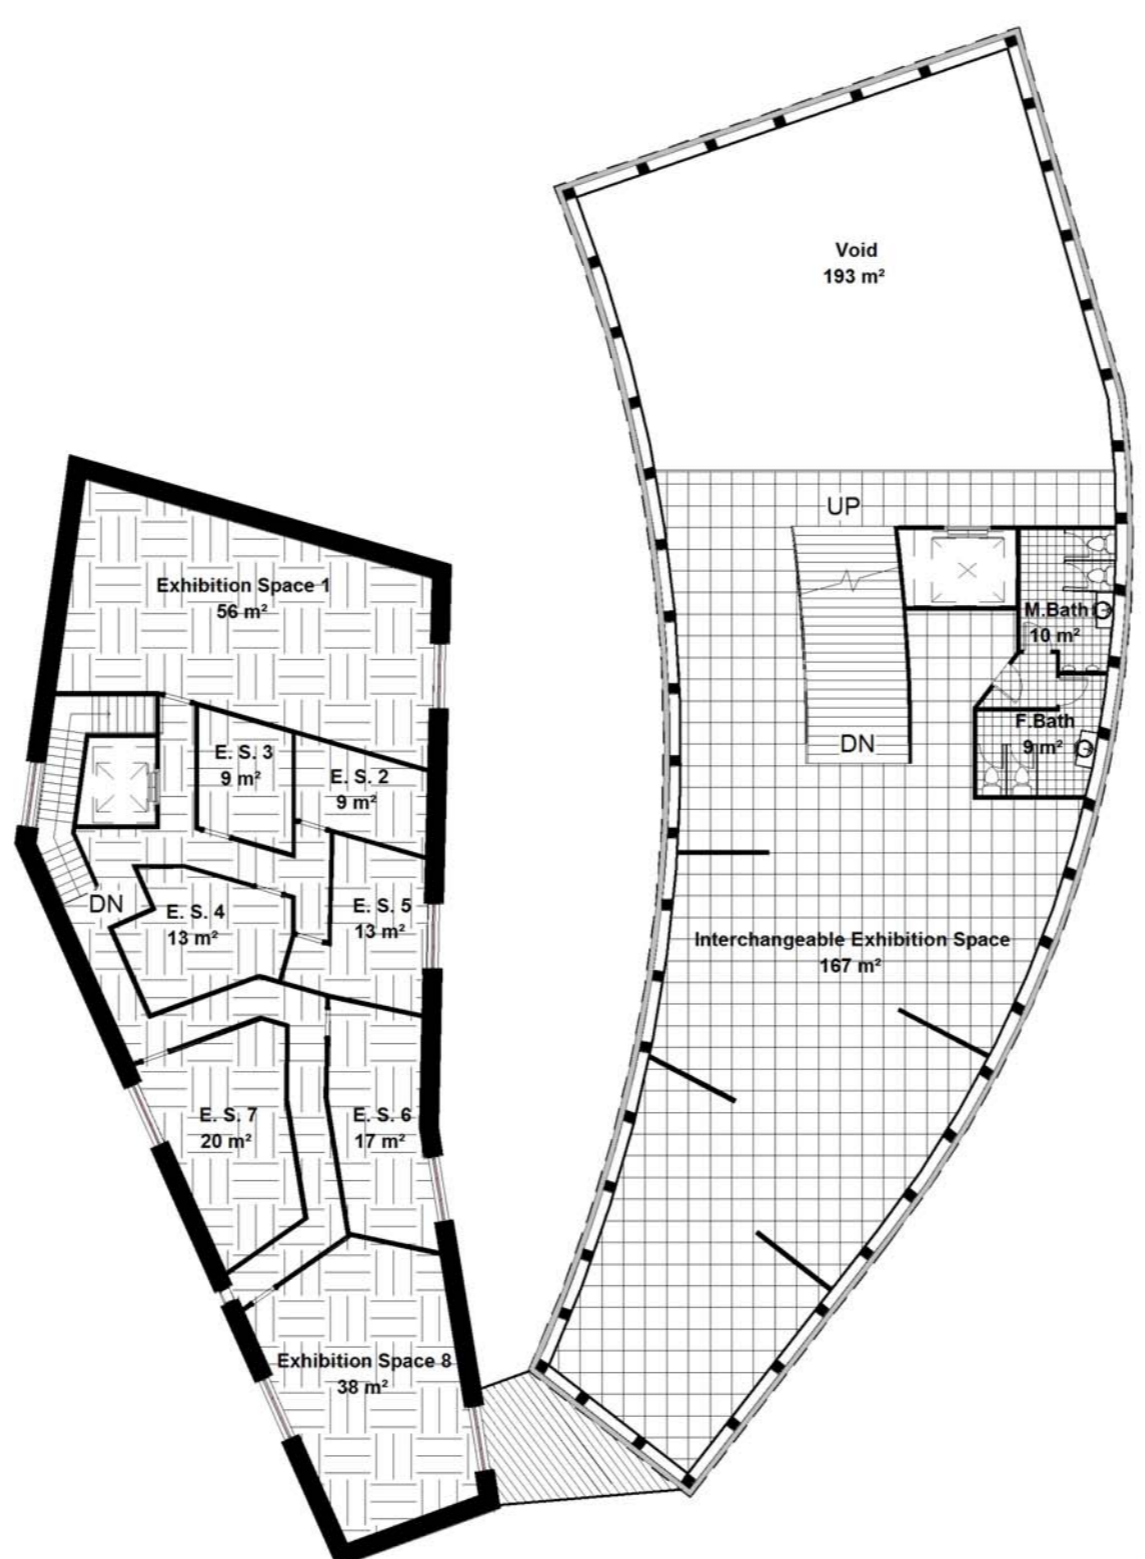 Void
193 m²
UP
Exhibition Space 1
56 m²
M.Bath
10 m²
F.Bath
9 m²
DN
E. S. 3
9 m²
E. S. 2
9 m²
DN
E. S. 4
13 m²
E. S. 5
13 m²
Interchangeable Exhibition Space
167 m²
E. S. 7
20 m²
E. S. 6
17 m²
Exhibition Space 8
38 m²